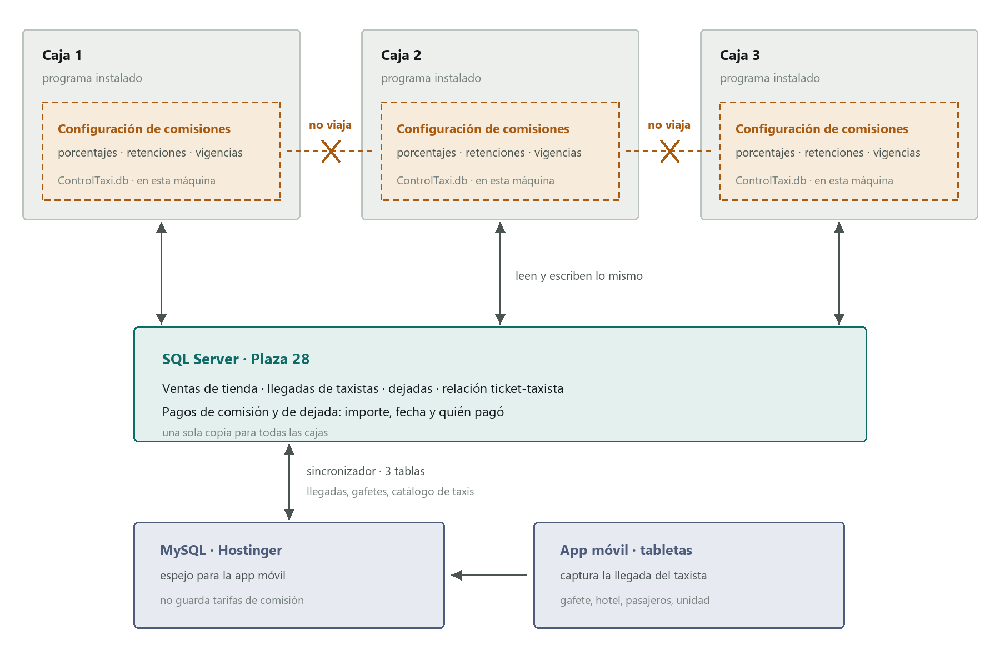 Caja 1
programa instalado
Configuración de comisiones
porcentajes · retenciones · vigencias
ControlTaxi.db · en esta máquina
no viaja
Caja 2
programa instalado
Configuración de comisiones
porcentajes · retenciones · vigencias
ControlTaxi.db · en esta máquina
no viaja
Caja 3
programa instalado
Configuración de comisiones
porcentajes · retenciones · vigencias
ControlTaxi.db · en esta máquina
leen y escriben lo mismo
SQL Server · Plaza 28
Ventas de tienda · llegadas de taxistas · dejadas · relación ticket-taxista
Pagos de comisión y de dejada: importe, fecha y quién pagó
una sola copia para todas las cajas
sincronizador · 3 tablas
llegadas, gafetes, catálogo de taxis
MySQL · Hostinger
espejo para la app móvil
no guarda tarifas de comisión
App móvil · tabletas
captura la llegada del taxista
gafete, hotel, pasajeros, unidad